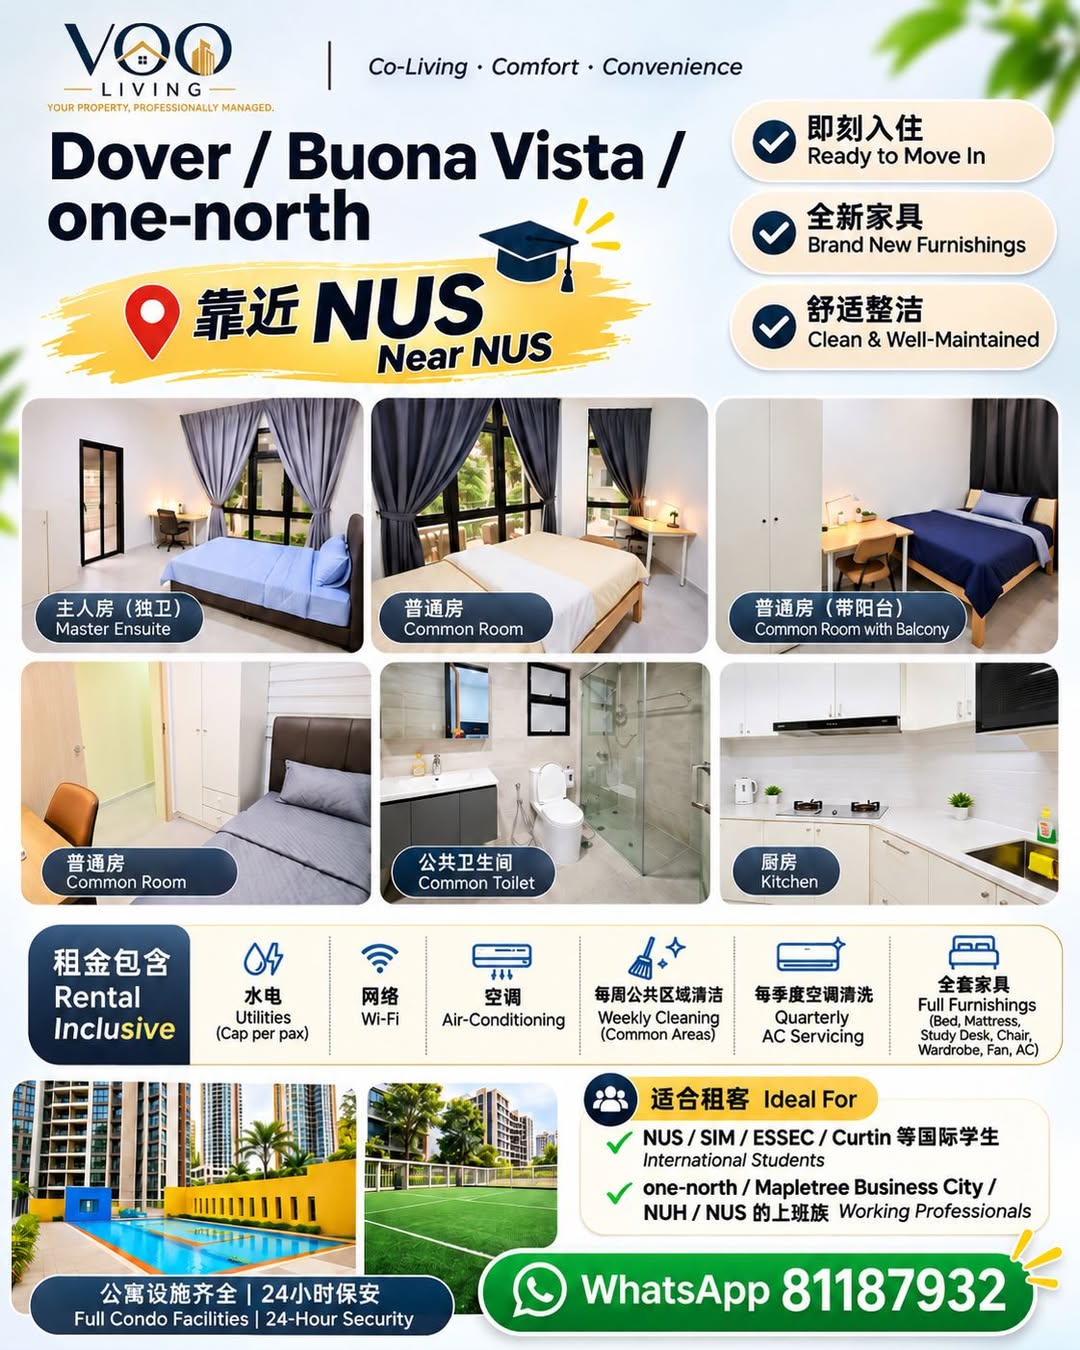 VOO
LIVING
YOUR PROPERTY, PROFESSIONALLY MANAGED.
Co-Living · Comfort · Convenience
Dover / Buona Vista /
one-north
靠近 NUS
Near NUS
即刻入住
Ready to Move In
全新家具
Brand New Furnishings
舒适整洁
Clean & Well-Maintained
主人房（独卫）
Master Ensuite
普通房
Common Room
普通房（带阳台）
Common Room with Balcony
普通房
Common Room
公共卫生间
Common Toilet
厨房
Kitchen
租金包含
Rental
Inclusive
水电
Utilities
(Cap per pax)
网络
Wi-Fi
空调
Air-Conditioning
每周公共区域清洁
Weekly Cleaning
(Common Areas)
每季度空调清洗
Quarterly
AC Servicing
全套家具
Full Furnishings
(Bed, Mattress,
Study Desk, Chair,
Wardrobe, Fan, AC)
公寓设施齐全 | 24小时保安
Full Condo Facilities | 24-Hour Security
适合租客 Ideal For
NUS / SIM / ESSEC / Curtin 等国际学生
International Students
one-north / Mapletree Business City /
NUH / NUS 的上班族 Working Professionals
WhatsApp 81187932